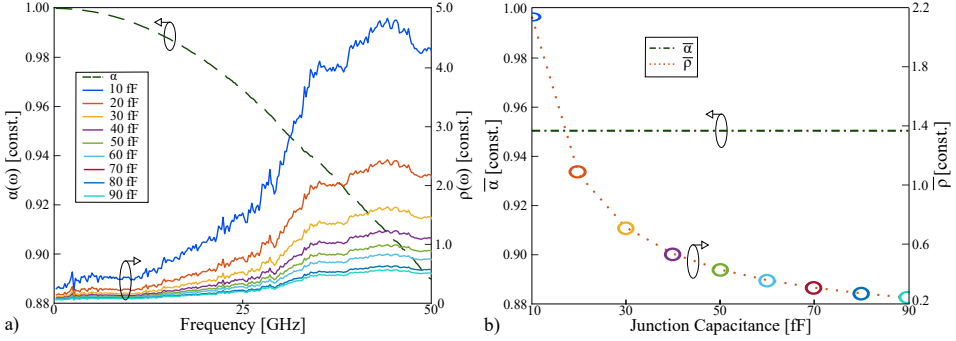 1.00
0.98
0.96
0.94
0.92
0.90
0.88
α(ω) [const.]
α
10 fF
20 fF
30 fF
40 fF
50 fF
60 fF
70 fF
80 fF
90 fF
5.0
4.0
3.0
2.0
1.0
0.0
ρ(ω) [const.]
0
25
50
Frequency [GHz]
a)
1.00
0.98
0.96
0.94
0.92
0.90
0.88
α [const.]
α
ρ
2.2
1.8
1.4
1.0
0.6
0.2
ρ [const.]
10
30
50
70
90
Junction Capacitance [fF]
b)